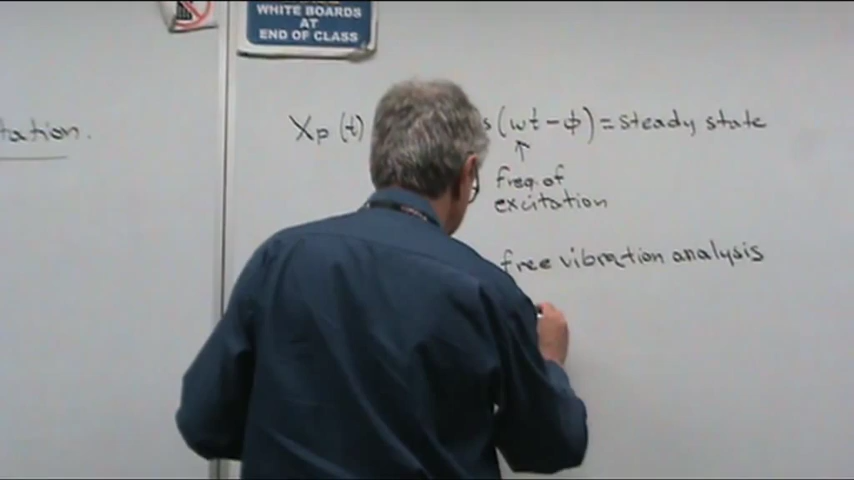 WHITE BOARDS
AT
END OF CLASS
Xp (t)
s(wt-φ) = steady state
↑
freq. of
excitation
free vibration analysis
tation.